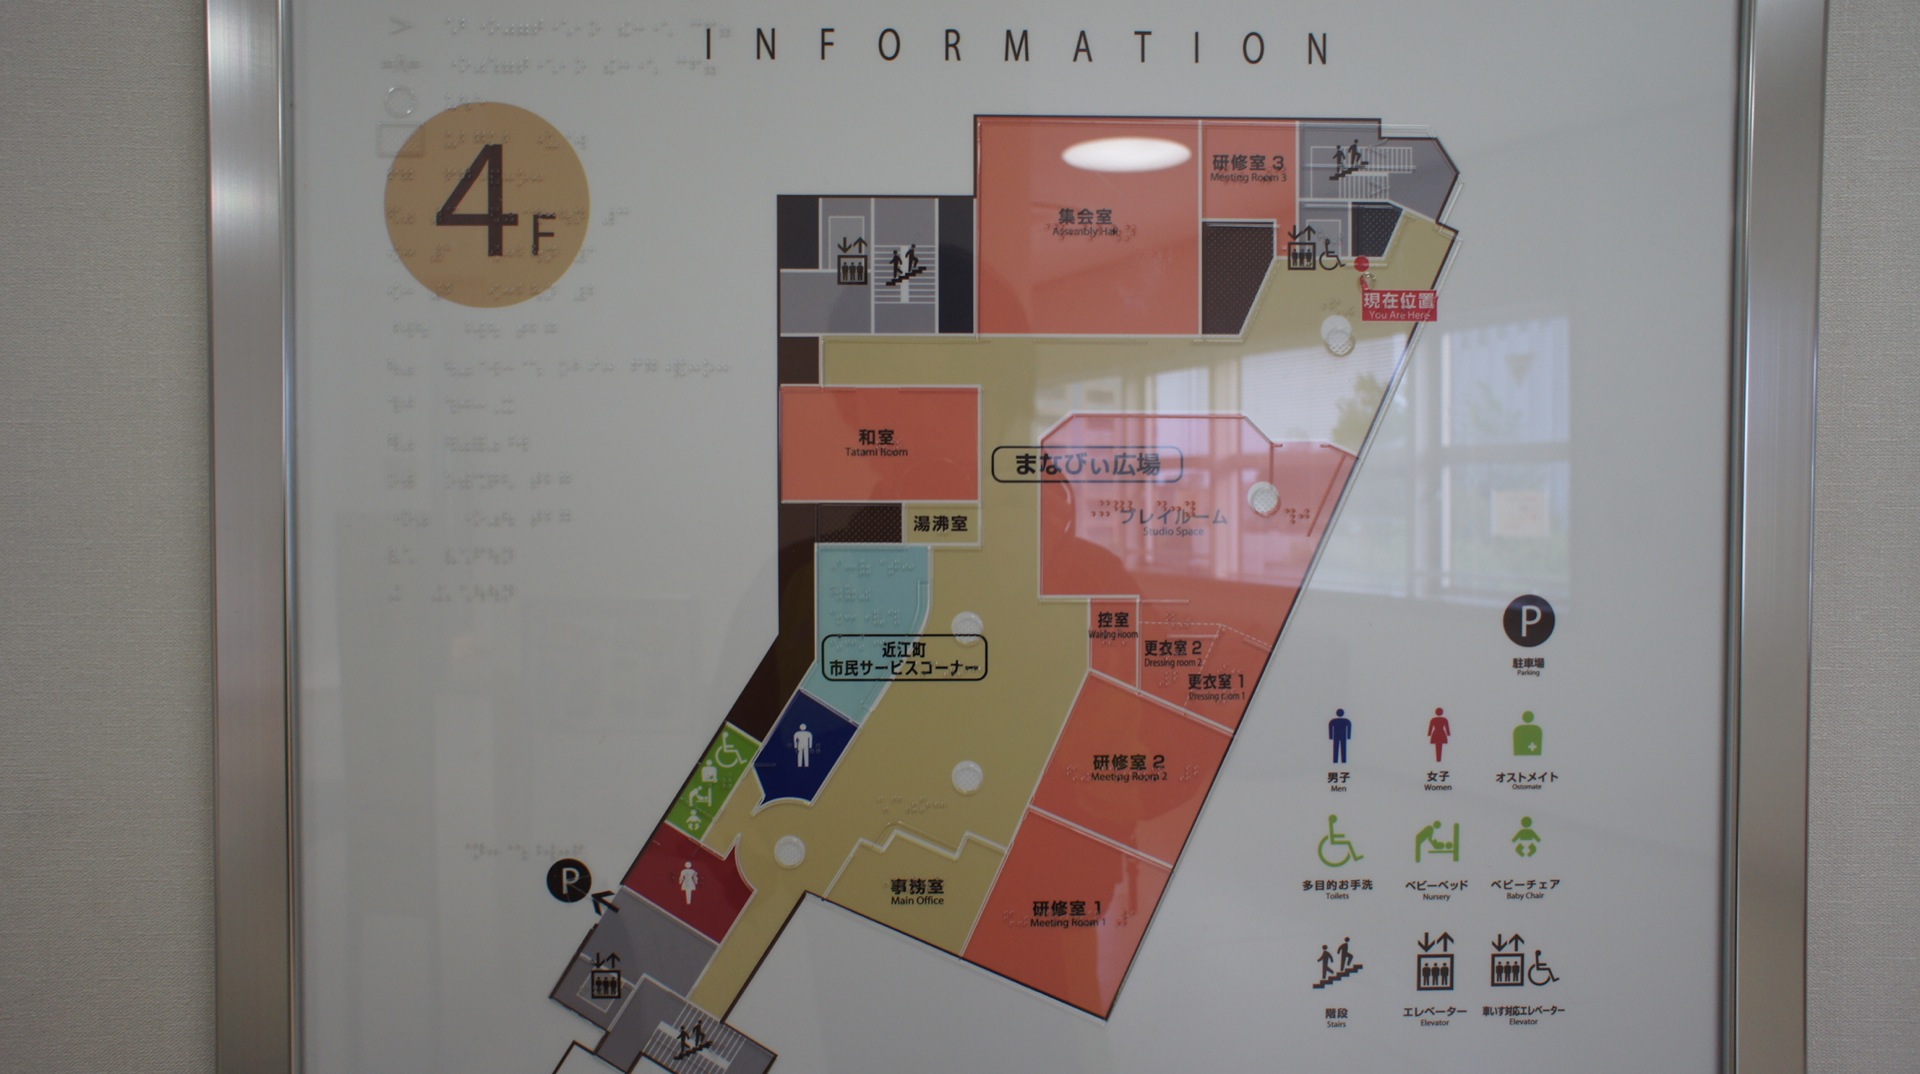 INFORMATION
4F
研修室 3
Meeting Room 3
集会室
Assembly Hall
現在位置
You Are Here
和室
Tatami Room
まなびぃ広場
プレイルーム
Studio Space
湯沸室
控室
Waiting Room
近江町
市民サービスコーナー
更衣室 2
Dressing room 2
更衣室 1
Dressing room 1
研修室 2
Meeting Room 2
事務室
Main Office
研修室 1
Meeting Room 1
P
P
駐車場
Parking
男子
Men
女子
Women
オストメイト
Ostomate
多目的お手洗
Toilets
ベビーベッド
Nursery
ベビーチェア
Baby Chair
階段
Stairs
エレベーター
Elevator
車いす対応エレベーター
Elevator